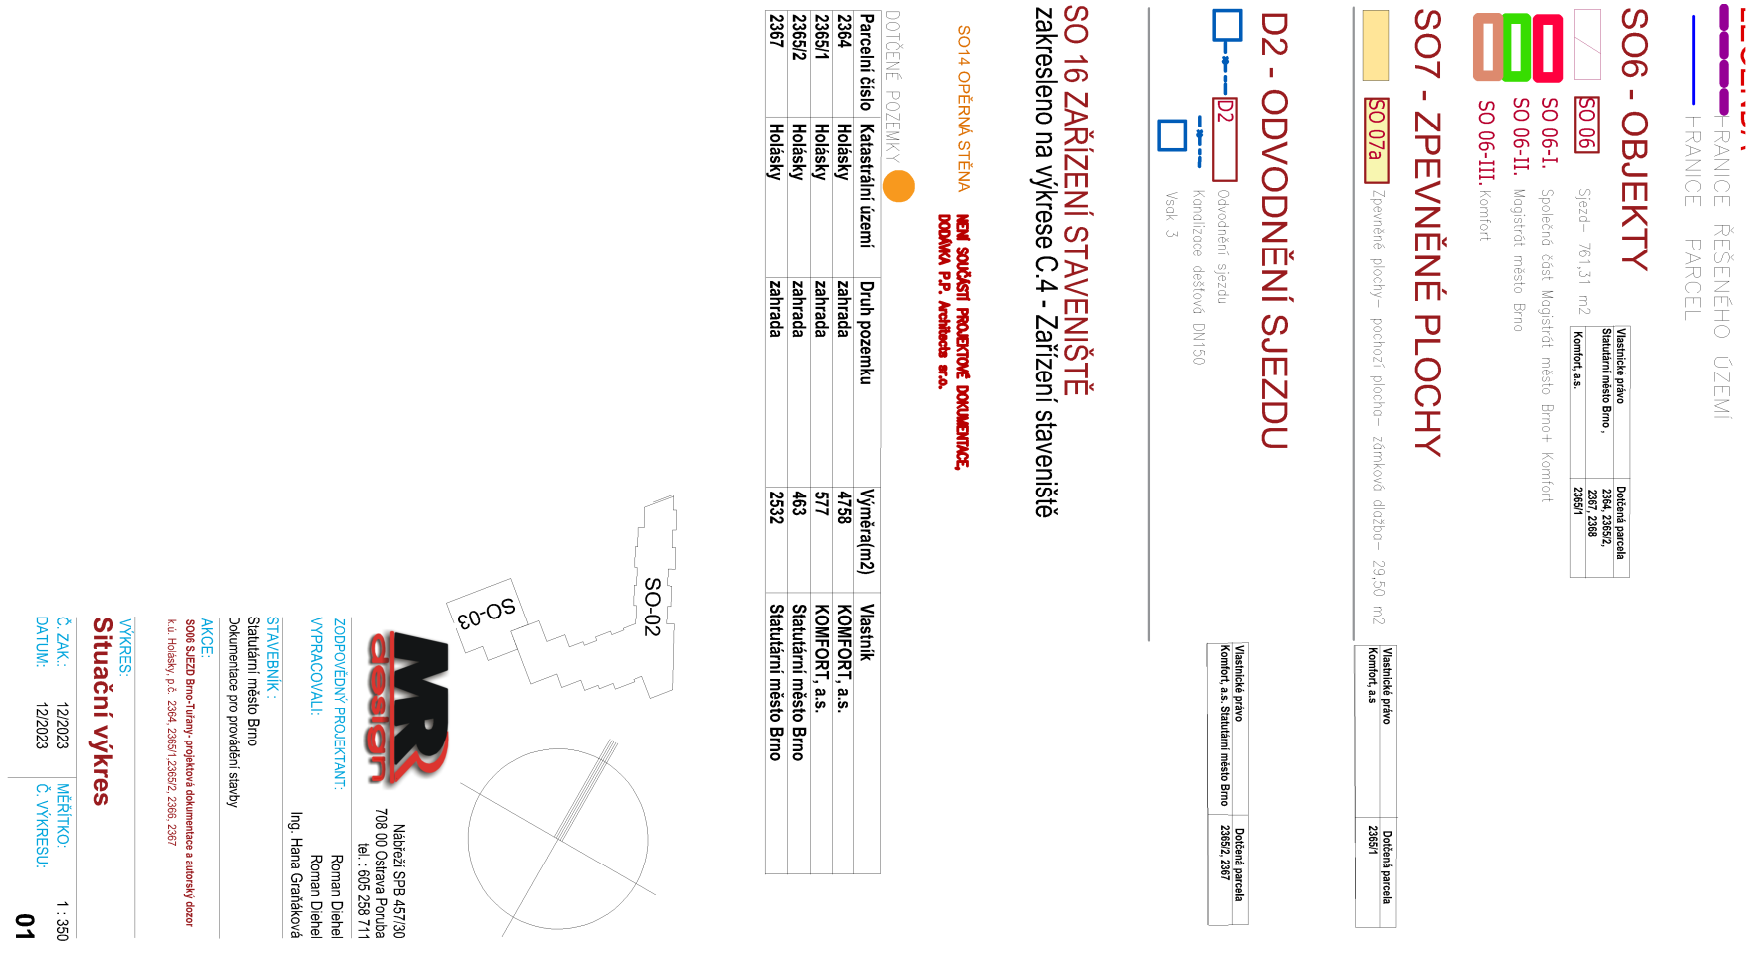 LEGENDA
HRANICE ŘEŠENÉHO ÚZEMÍ
HRANICE PARCEL
SO06 - OBJEKTY
SO 06
Sjezd- 761,31 m2
SO 06-I.
Společná část Magistrát město Brno+ Komfort
SO 06-II.
Magistrát město Brno
SO 06-III.
Komfort
Vlastnické právo
Dotčená parcela
Statutární město Brno ,
2364, 2365/2,
2367, 2368
Komfort, a.s.
2365/1
SO7 - ZPEVNĚNÉ PLOCHY
SO 07a
Zpevněné plochy- pochozí plocha- zámková dlažba- 29,50 m2
Vlastnické právo
Dotčená parcela
Komfort, a.s
2365/1
D2 - ODVODNĚNÍ SJEZDU
D2
Odvodnění sjezdu
Kanalizace dešťová DN150
Vsak 3
Vlastnické právo
Dotčená parcela
Komfort, a.s. Statutární město Brno
2365/2, 2367
SO 16 ZAŘÍZENÍ STAVENIŠTĚ
zakresleno na výkrese C.4 - Zařízení staveniště
SO14 OPĚRNÁ STĚNA
NENÍ SOUČÁSTÍ PROJEKTOVÉ DOKUMENTACE,
DODÁVKA P.P. Architects sr.o.
DOTČENÉ POZEMKY
Parcelní číslo Katastrální území Druh pozemku Výměra(m2) Vlastník
2364 Holásky zahrada 4758 KOMFORT, a.s.
2365/1 Holásky zahrada 577 KOMFORT, a.s.
2365/2 Holásky zahrada 463 Statutární město Brno
2367 Holásky zahrada 2532 Statutární město Brno
SO-02
SO-03
MR design
Nábřeží SPB 457/30
708 00 Ostrava Poruba
tel. : 605 258 711
ZODPOVĚDNÝ PROJEKTANT: Roman Diehel
VYPRACOVALI: Roman Diehel
Ing. Hana Graňáková
STAVEBNÍK :
Statutární město Brno
Dokumentace pro provádění stavby
AKCE:
SO06 SJEZD Brno-Tuřany- projektová dokumentace a autorský dozor
k.ú. Holásky, p.č. 2364, 2365/1,2365/2, 2366, 2367
VÝKRES:
Situační výkres
Č. ZAK.: 12/2023 MĚŘÍTKO: 1 : 350
DATUM: 12/2023 Č. VÝKRESU: 01